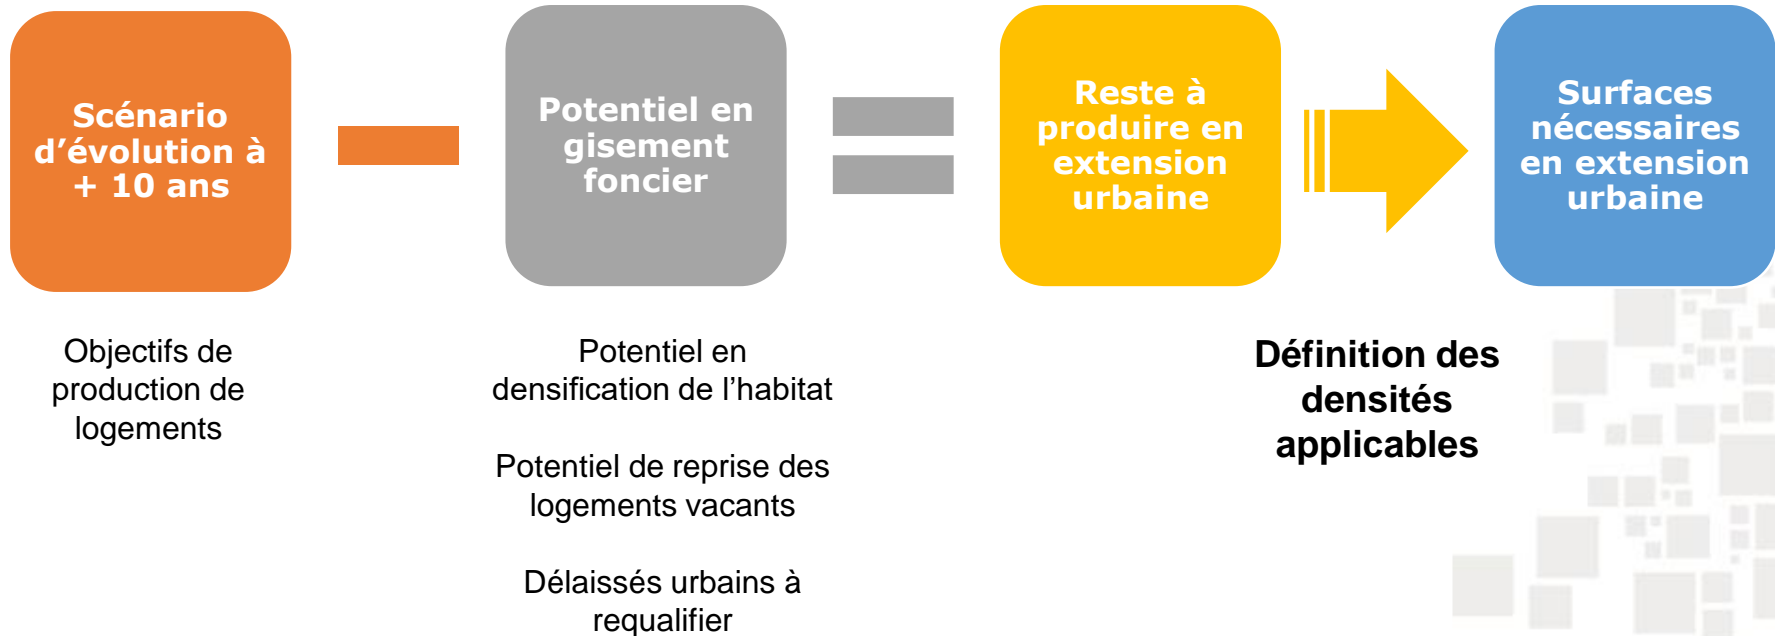 Scénario
d’évolution à
+ 10 ans
Potentiel en
gisement
foncier
Reste à
produire en
extension
urbaine
Surfaces
nécessaires
en extension
urbaine
Objectifs de
production de
logements
Potentiel en
densification de l’habitat
Potentiel de reprise des
logements vacants
Délaissés urbains à
requalifier
Définition des
densités
applicables